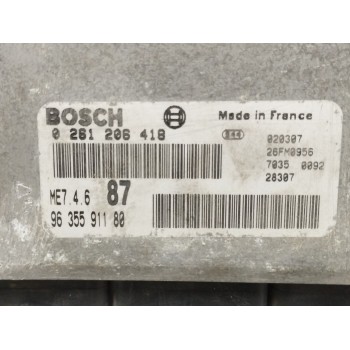 BOSCH
Made in France
0 261 206 418
020307
26FM0956
7035 0092
28307
ME7.4.6 87
96 355 911 80